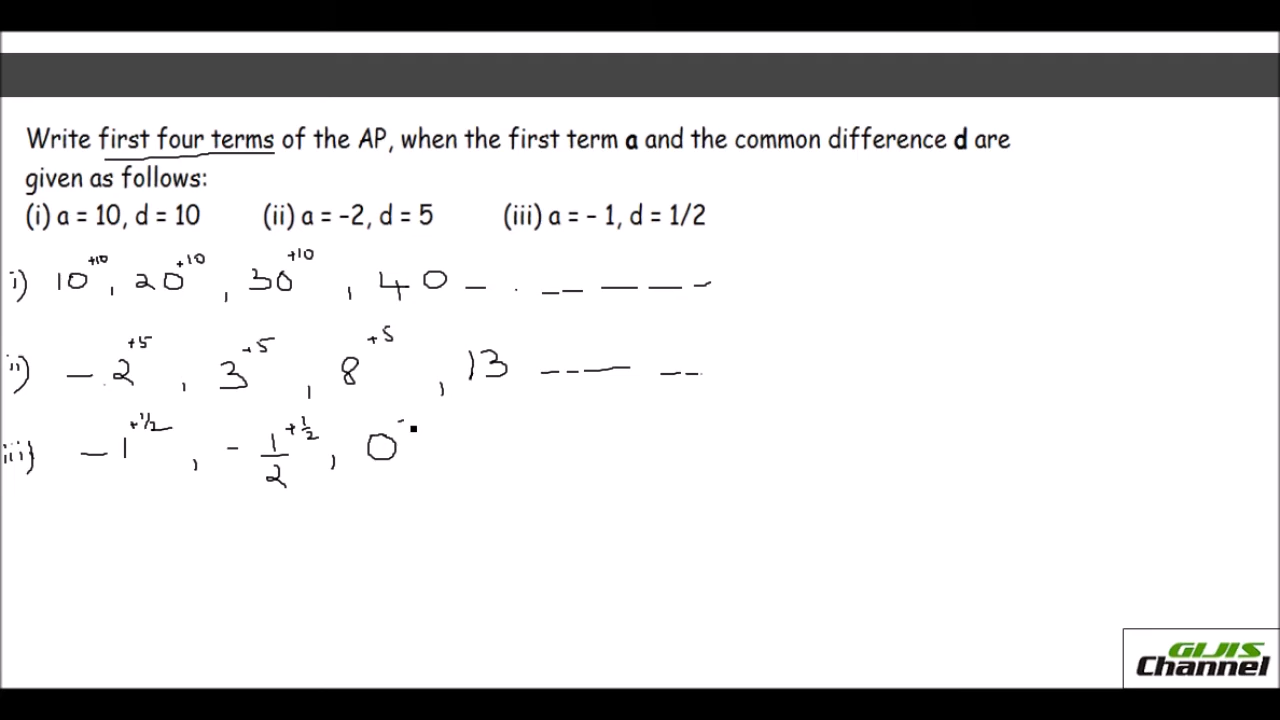 Write first four terms of the AP, when the first term a and the common difference d are
given as follows:
(i) a = 10, d = 10 (ii) a = -2, d = 5 (iii) a = - 1, d = 1/2
i) 10 +10 , 20 +10 , 30 +10 , 40 - . -- -- -- -
ii) - 2 +5 , 3 +5 , 8 +5 , 13 ---- --
iii) - 1 +1/2 , - 1/2 +1/2 , 0
GIJIS
Channel